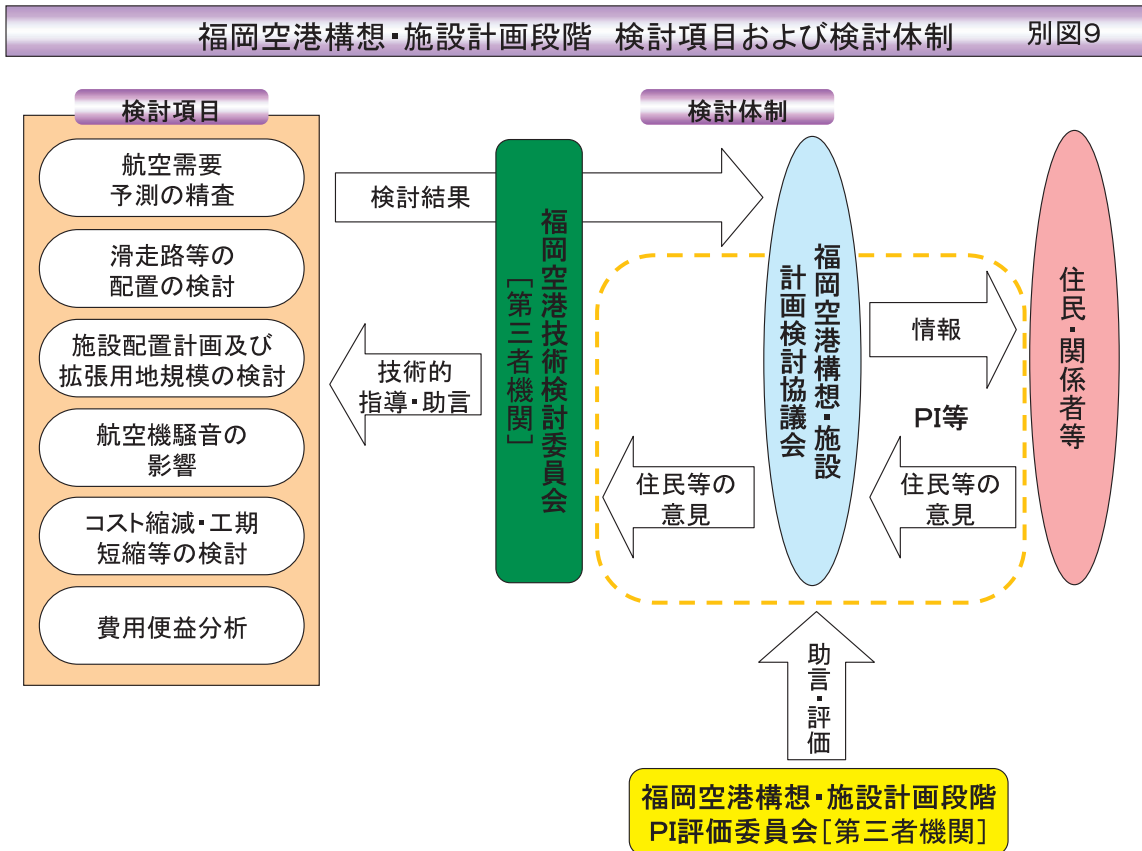 福岡空港構想・施設計画段階 検討項目および検討体制 別図9
検討項目
航空需要
予測の精査
滑走路等の
配置の検討
施設配置計画及び
拡張用地規模の検討
航空機騒音の
影響
コスト縮減・工期
短縮等の検討
費用便益分析
検討体制
検討結果
技術的
指導・助言
福岡空港技術検討委員会
[第三者機関]
福岡空港構想・施設
計画検討協議会
情報
PI等
住民等の
意見
住民等の
意見
住民・関係者等
助言・評価
福岡空港構想・施設計画段階
PI評価委員会[第三者機関]